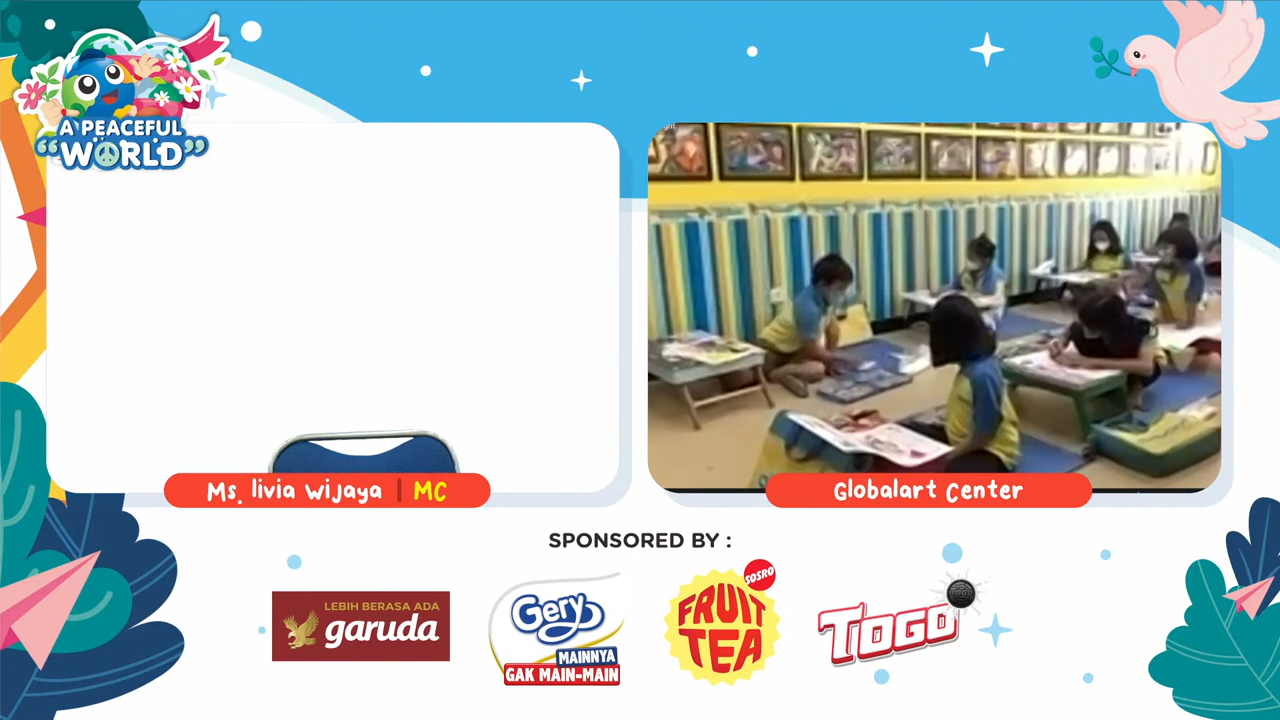 A PEACEFUL
"WORLD"
Ms. livia wijaya | MC
Globalart Center
SPONSORED BY :
LEBIH BERASA ADA
garuda
Gery
MAINNYA
GAK MAIN-MAIN
SOSRO
FRUIT
TEA
TOGO